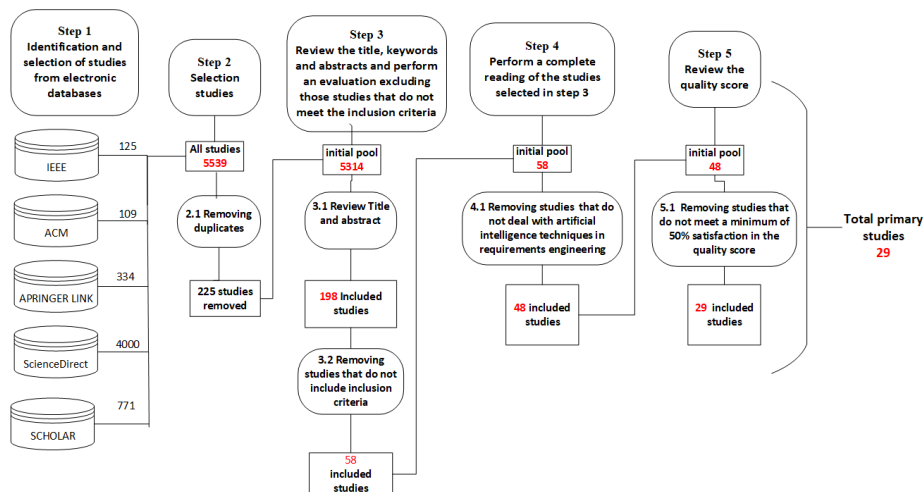 Step 1
Identification and
selection of studies
from electronic
databases
IEEE
125
ACM
109
APRINGER LINK
334
ScienceDirect
4000
SCHOLAR
771
Step 2
Selection
studies
All studies
5539
2.1 Removing
duplicates
225 studies
removed
Step 3
Review the title, keywords
and abstracts and perform
an evaluation excluding
those studies that do not
meet the inclusion criteria
initial pool
5314
3.1 Review Title
and abstract
198 Included
studies
3.2 Removing
studies that do not
include inclusion
criteria
58
included
studies
Step 4
Perform a complete
reading of the studies
selected in step 3
initial pool
58
4.1 Removing studies that do
not deal with artificial
intelligence techniques in
requirements engineering
48 included
studies
Step 5
Review the
quality score
initial pool
48
5.1 Removing studies that
do not meet a minimum of
50% satisfaction in the
quality score
29 included
studies
Total primary
studies
29